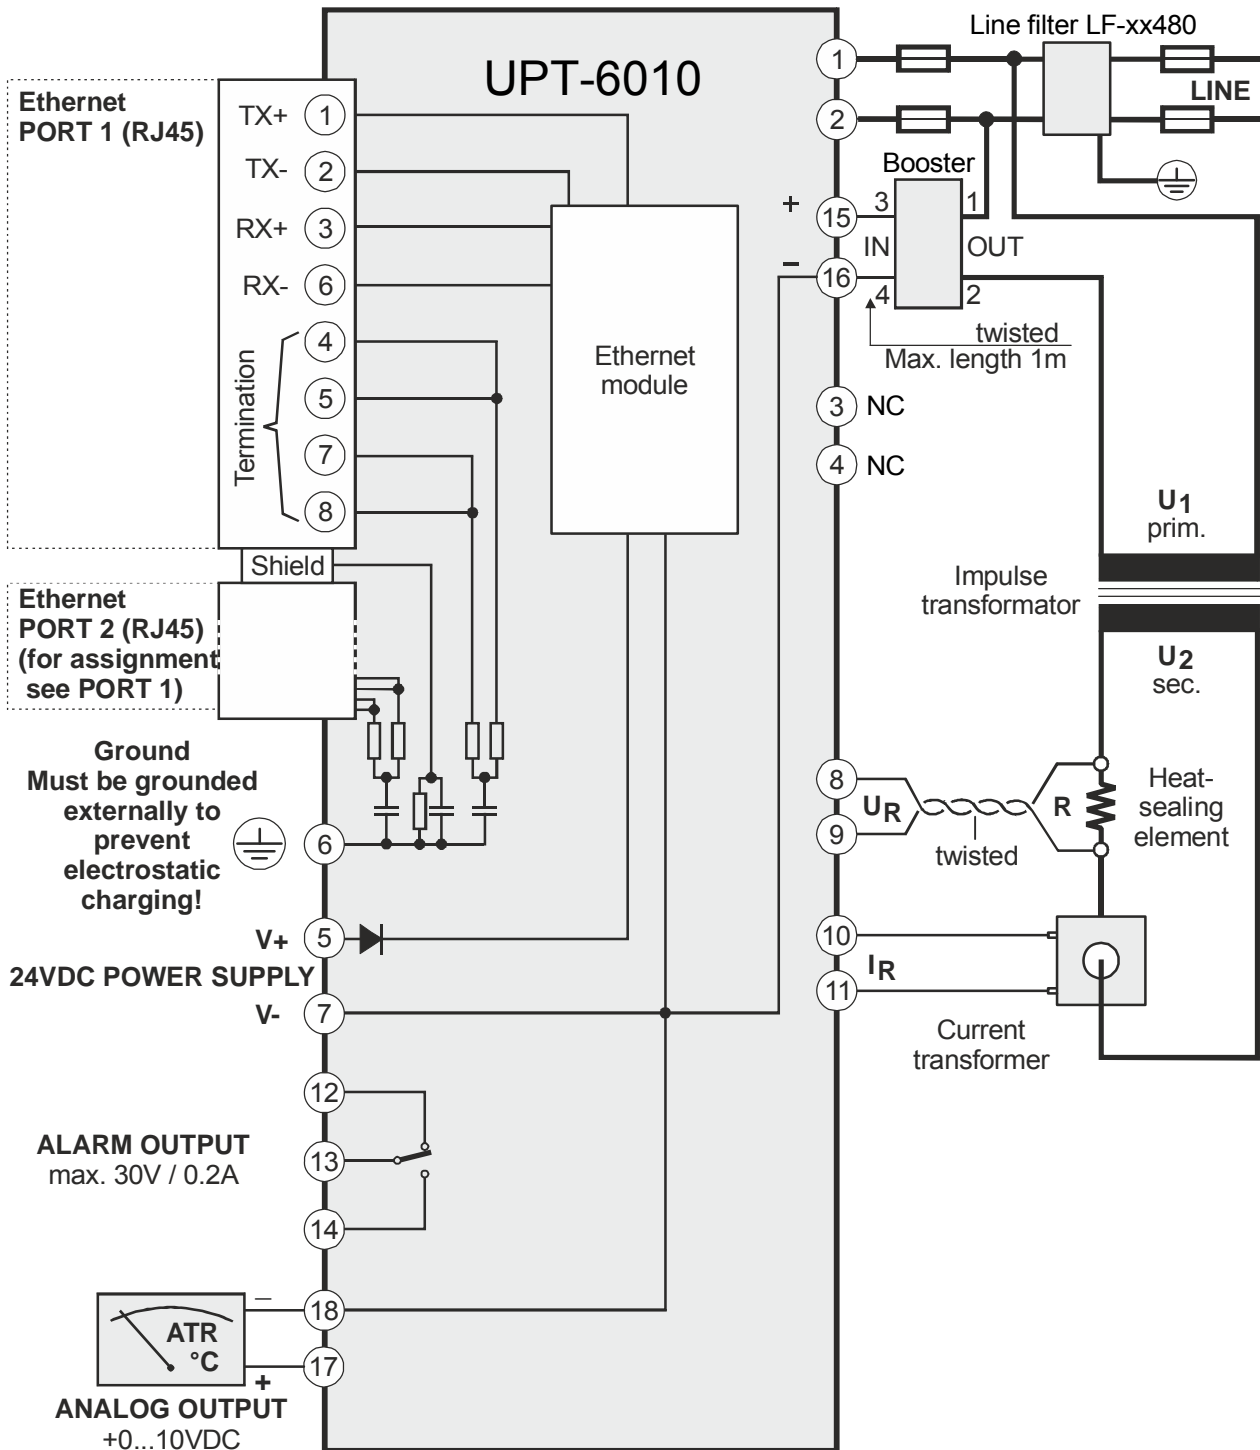 Line filter LF-xx480
UPT-6010
1
2
LINE
Ethernet
PORT 1 (RJ45)
TX+ 1
TX- 2
RX+ 3
RX- 6
4
5
7
8
Termination
Ethernet
module
Booster
+ 15 3 1
IN OUT
– 16 4 2
twisted
Max. length 1m
3 NC
4 NC
U1
prim.
Impulse
transformator
U2
sec.
Shield
Ethernet
PORT 2 (RJ45)
(for assignment
see PORT 1)
Ground
Must be grounded
externally to
prevent
electrostatic
charging!
6
8
9
UR
twisted
R
Heat-
sealing
element
V+ 5
24VDC POWER SUPPLY
V- 7
10
11
IR
Current
transformer
12
13
14
ALARM OUTPUT
max. 30V / 0.2A
– 18
ATR
°C
+ 17
ANALOG OUTPUT
+0...10VDC